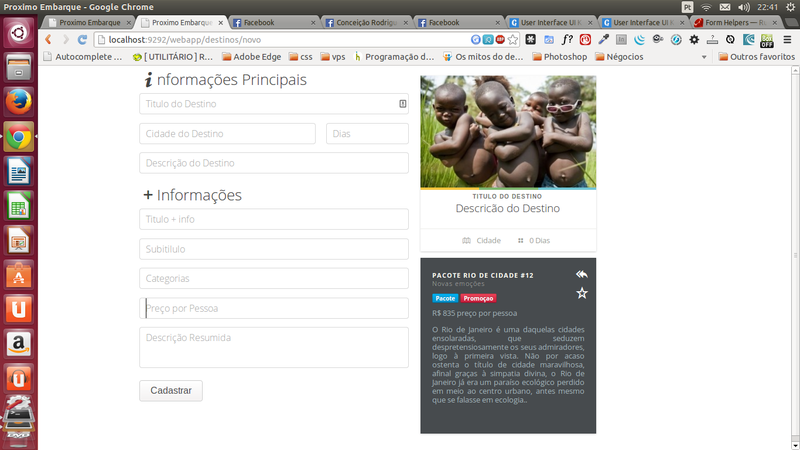 Proximo Embarque - Google Chrome
Pt
22:41
Proximo Embarque
Proximo Embarque
Facebook
Conceição Rodrigu
Facebook
User Interface UI K
User Interface UI K
Form Helpers — R
localhost:9292/webapp/destinos/novo
Autocomplete ...
[ UTILITÁRIO ] R...
Adobe Edge
css
vps
Programação d...
Os mitos do de...
Photoshop
Négocios
Outros favoritos
informações Principais
Titulo do Destino
Cidade do Destino
Dias
Descrição do Destino
+ Informações
Titulo + info
Subitilulo
Categorias
Preço por Pessoa
Descrição Resumida
Cadastrar
TITULO DO DESTINO
Descricão do Destino
Cidade
0 Dias
PACOTE RIO DE CIDADE #12
Novas emoções
Pacote
Promoçao
R$ 835 preço por pessoa
O Rio de Janeiro é uma daquelas cidades
ensolaradas, que seduzem
despretensiosamente os seus admiradores,
logo à primeira vista. Não por acaso
ostenta o título de cidade maravilhosa,
afinal graças à simpatia divina, o Rio de
Janeiro já era um paraíso ecológico perdido
em meio ao centro urbano, antes mesmo
que se falasse em ecologia..